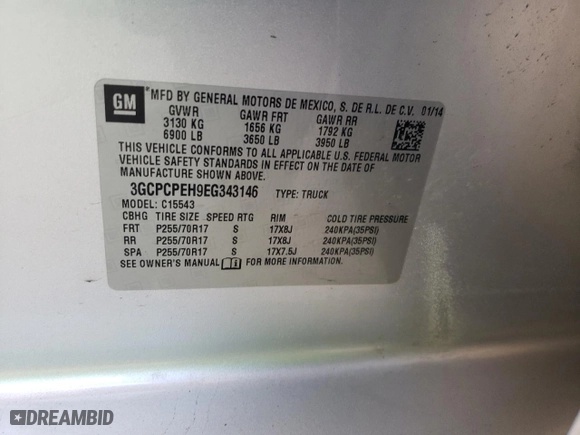 GM
*MFD BY GENERAL MOTORS DE MEXICO, S. DE R.L. DE C.V. 01/14
GVWR GAWR FRT GAWR RR
3130 KG 1656 KG 1792 KG
6900 LB 3650 LB 3950 LB
THIS VEHICLE CONFORMS TO ALL APPLICABLE U.S. FEDERAL MOTOR
VEHICLE SAFETY STANDARDS IN EFFECT ON THE DATE OF
MANUFACTURE SHOWN ABOVE.
3GCPCPEH9EG343146 TYPE: TRUCK
MODEL: C15543
CBHG TIRE SIZE SPEED RTG RIM COLD TIRE PRESSURE
FRT P255/70R17 S 17X8J 240KPA(35PSI)
RR P255/70R17 S 17X8J 240KPA(35PSI)
SPA P255/70R17 S 17X7.5J 240KPA(35PSI)
SEE OWNER'S MANUAL FOR MORE INFORMATION.
DREAMBID